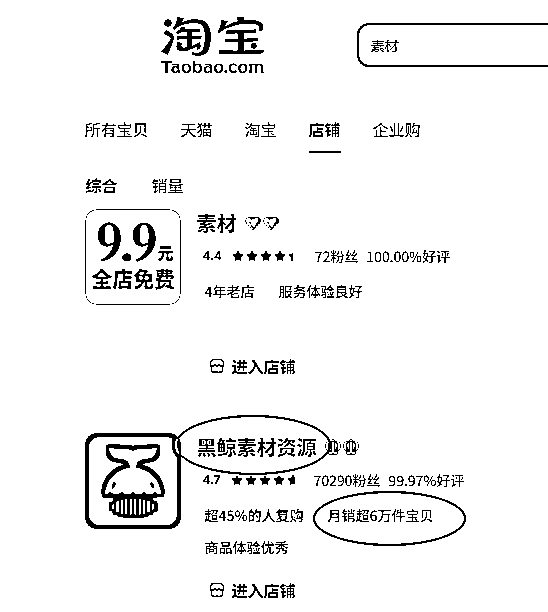 淘宝
Taobao.com
素材
所有宝贝 天猫 淘宝 店铺 企业购
综合 销量
9.9元
全店免费
素材
4.4 72粉丝 100.00%好评
4年老店 服务体验良好
进入店铺
黑鲸素材资源
4.7 70290粉丝 99.97%好评
超45%的人复购 月销超6万件宝贝
商品体验优秀
进入店铺